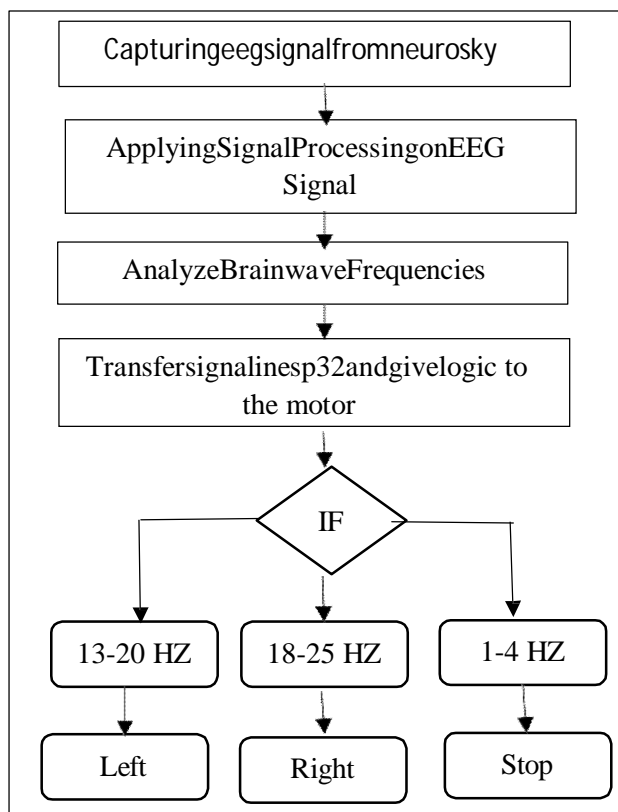 Capturingeegsignalfromneurosky
ApplyingSignalProcessingonEEG
Signal
AnalyzeBrainwaveFrequencies
Transfersignalinesp32andgivelogic to
the motor
IF
13-20 HZ
18-25 HZ
1-4 HZ
Left
Right
Stop